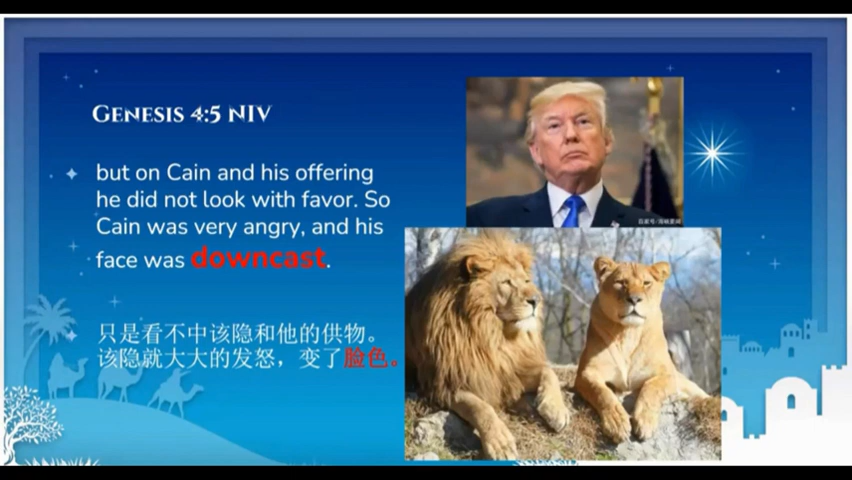 GENESIS 4:5 NIV
but on Cain and his offering
he did not look with favor. So
Cain was very angry, and his
face was downcast.
只是看不中该隐和他的供物。
该隐就大大的发怒，变了脸色。